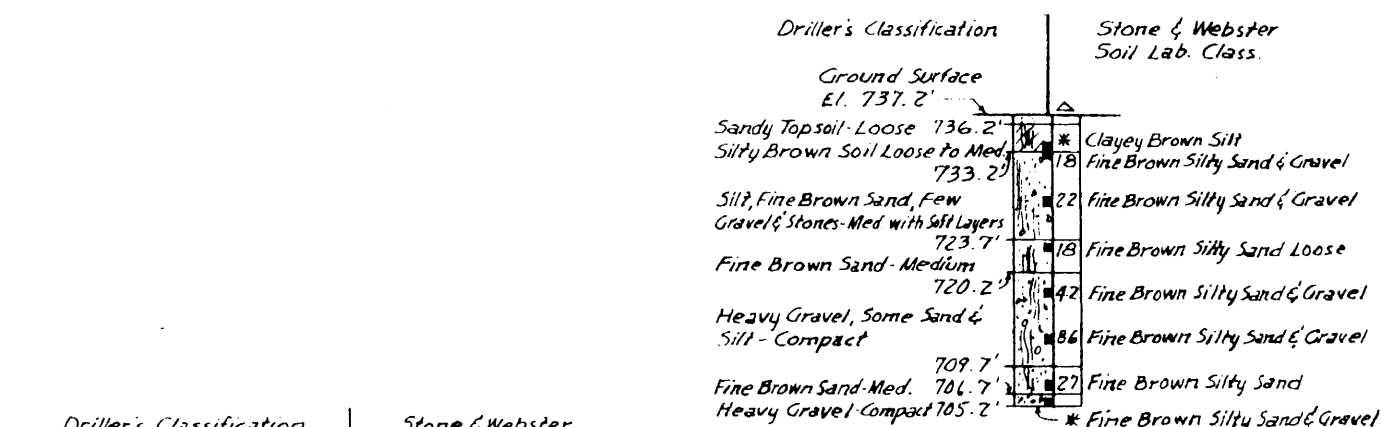 Driller's Classification
Stone & Webster
Soil Lab. Class.
Ground Surface
El. 737.2'
Sandy Topsoil-Loose 736.2'
* Clayey Brown Silt
Silty Brown Soil Loose to Med.
18 Fine Brown Silty Sand & Gravel
733.2'
Silt, Fine Brown Sand, Few
22 Fine Brown Silty Sand & Gravel
Gravel & Stones-Med. with Soft Layers
723.7'
18 Fine Brown Silty Sand Loose
Fine Brown Sand-Medium
720.2'
42 Fine Brown Silty Sand & Gravel
Heavy Gravel, Some Sand &
Silt-Compact
86 Fine Brown Silty Sand & Gravel
709.7'
Fine Brown Sand-Med. 706.7'
27 Fine Brown Silty Sand
Heavy Gravel-Compact 705.2'
* Fine Brown Silty Sand & Gravel
Driller's Classification
Stone & Webster